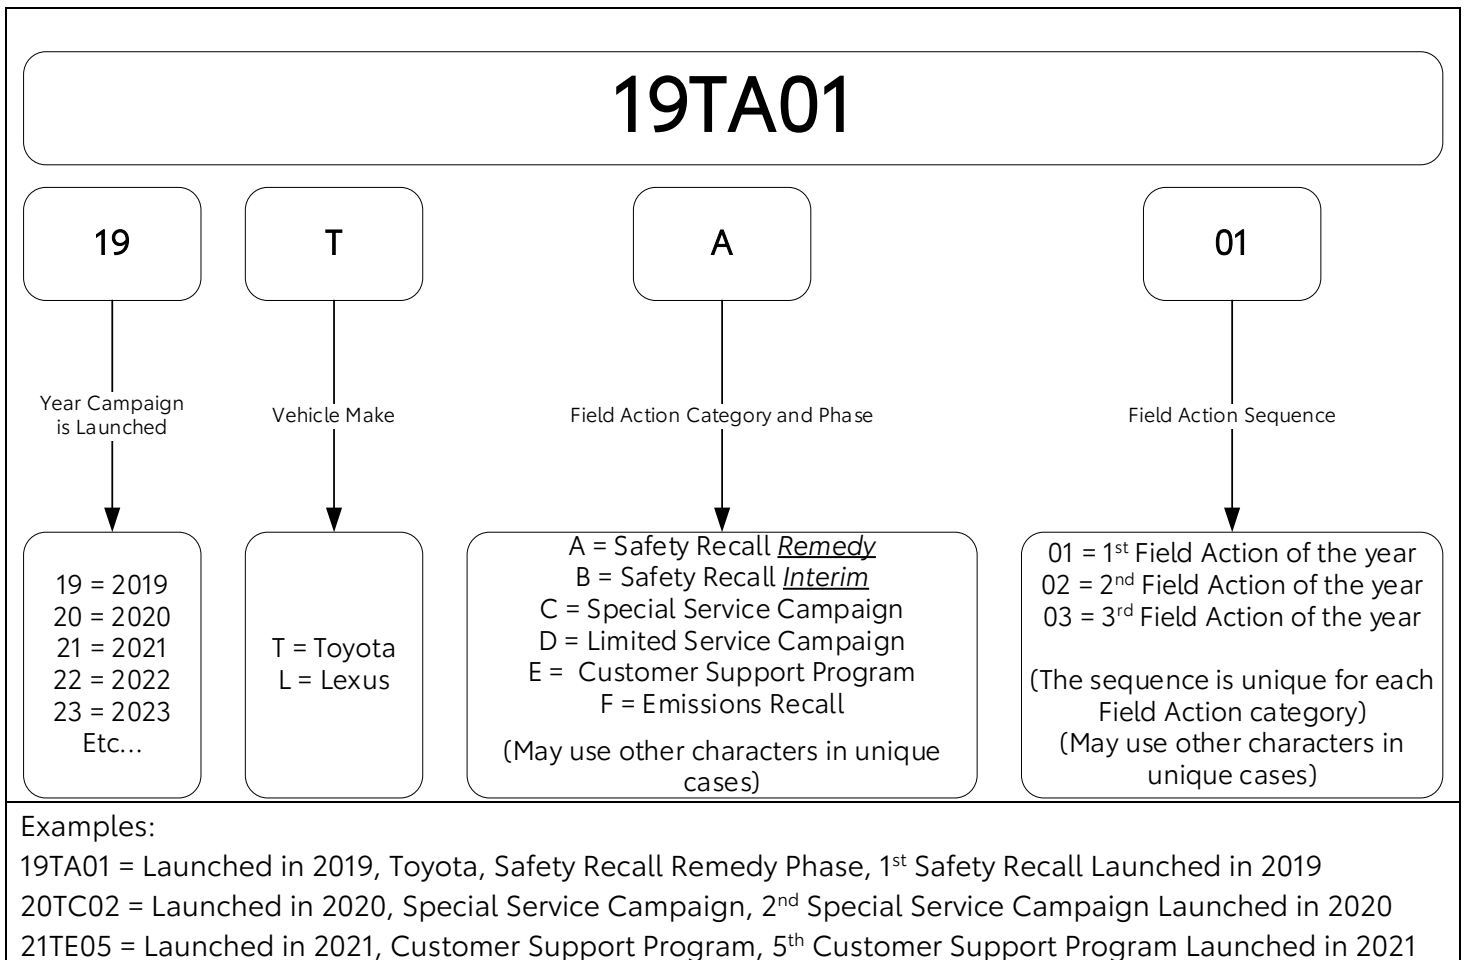 19TA01
19
T
A
01
Year Campaign
is Launched
Vehicle Make
Field Action Category and Phase
Field Action Sequence
19 = 2019
20 = 2020
21 = 2021
22 = 2022
23 = 2023
Etc...
T = Toyota
L = Lexus
A = Safety Recall Remedy
B = Safety Recall Interim
C = Special Service Campaign
D = Limited Service Campaign
E =  Customer Support Program
F = Emissions Recall
(May use other characters in unique
cases)
01 = 1st Field Action of the year
02 = 2nd Field Action of the year
03 = 3rd Field Action of the year
(The sequence is unique for each
Field Action category)
(May use other characters in
unique cases)
Examples:
19TA01 = Launched in 2019, Toyota, Safety Recall Remedy Phase, 1st Safety Recall Launched in 2019
20TC02 = Launched in 2020, Special Service Campaign, 2nd Special Service Campaign Launched in 2020
21TE05 = Launched in 2021, Customer Support Program, 5th Customer Support Program Launched in 2021